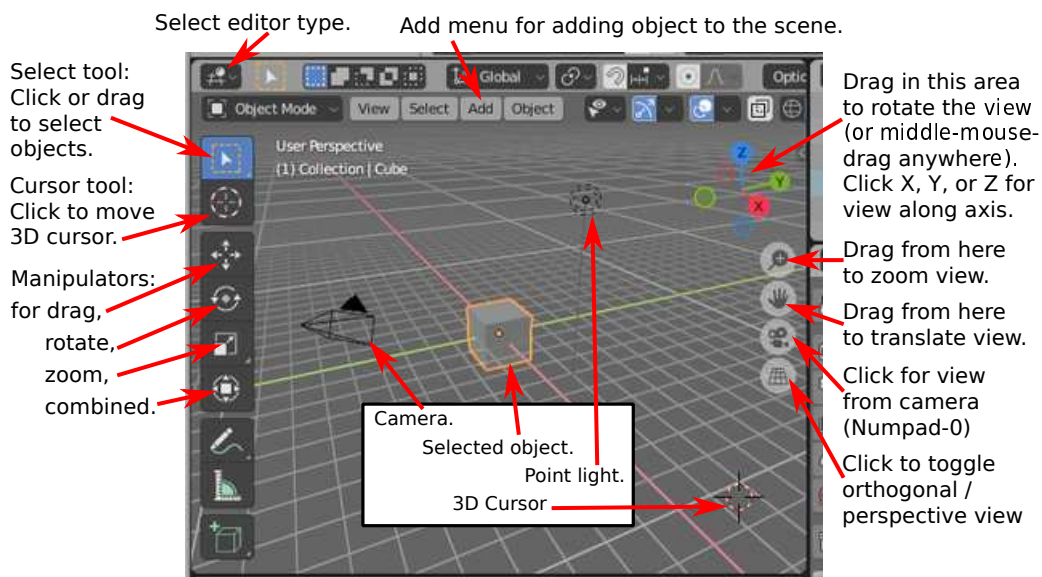 Select editor type.
Add menu for adding object to the scene.
Select tool:
Click or drag
to select
objects.
Cursor tool:
Click to move
3D cursor.
Manipulators:
for drag,
rotate,
zoom,
combined.
Global
Optic
Object Mode
View
Select
Add
Object
User Perspective
(1) Collection | Cube
Z
Y
X
Camera.
Selected object.
Point light.
3D Cursor
Drag in this area
to rotate the view
(or middle-mouse-
drag anywhere).
Click X, Y, or Z for
view along axis.
Drag from here
to zoom view.
Drag from here
to translate view.
Click for view
from camera
(Numpad-0)
Click to toggle
orthogonal /
perspective view